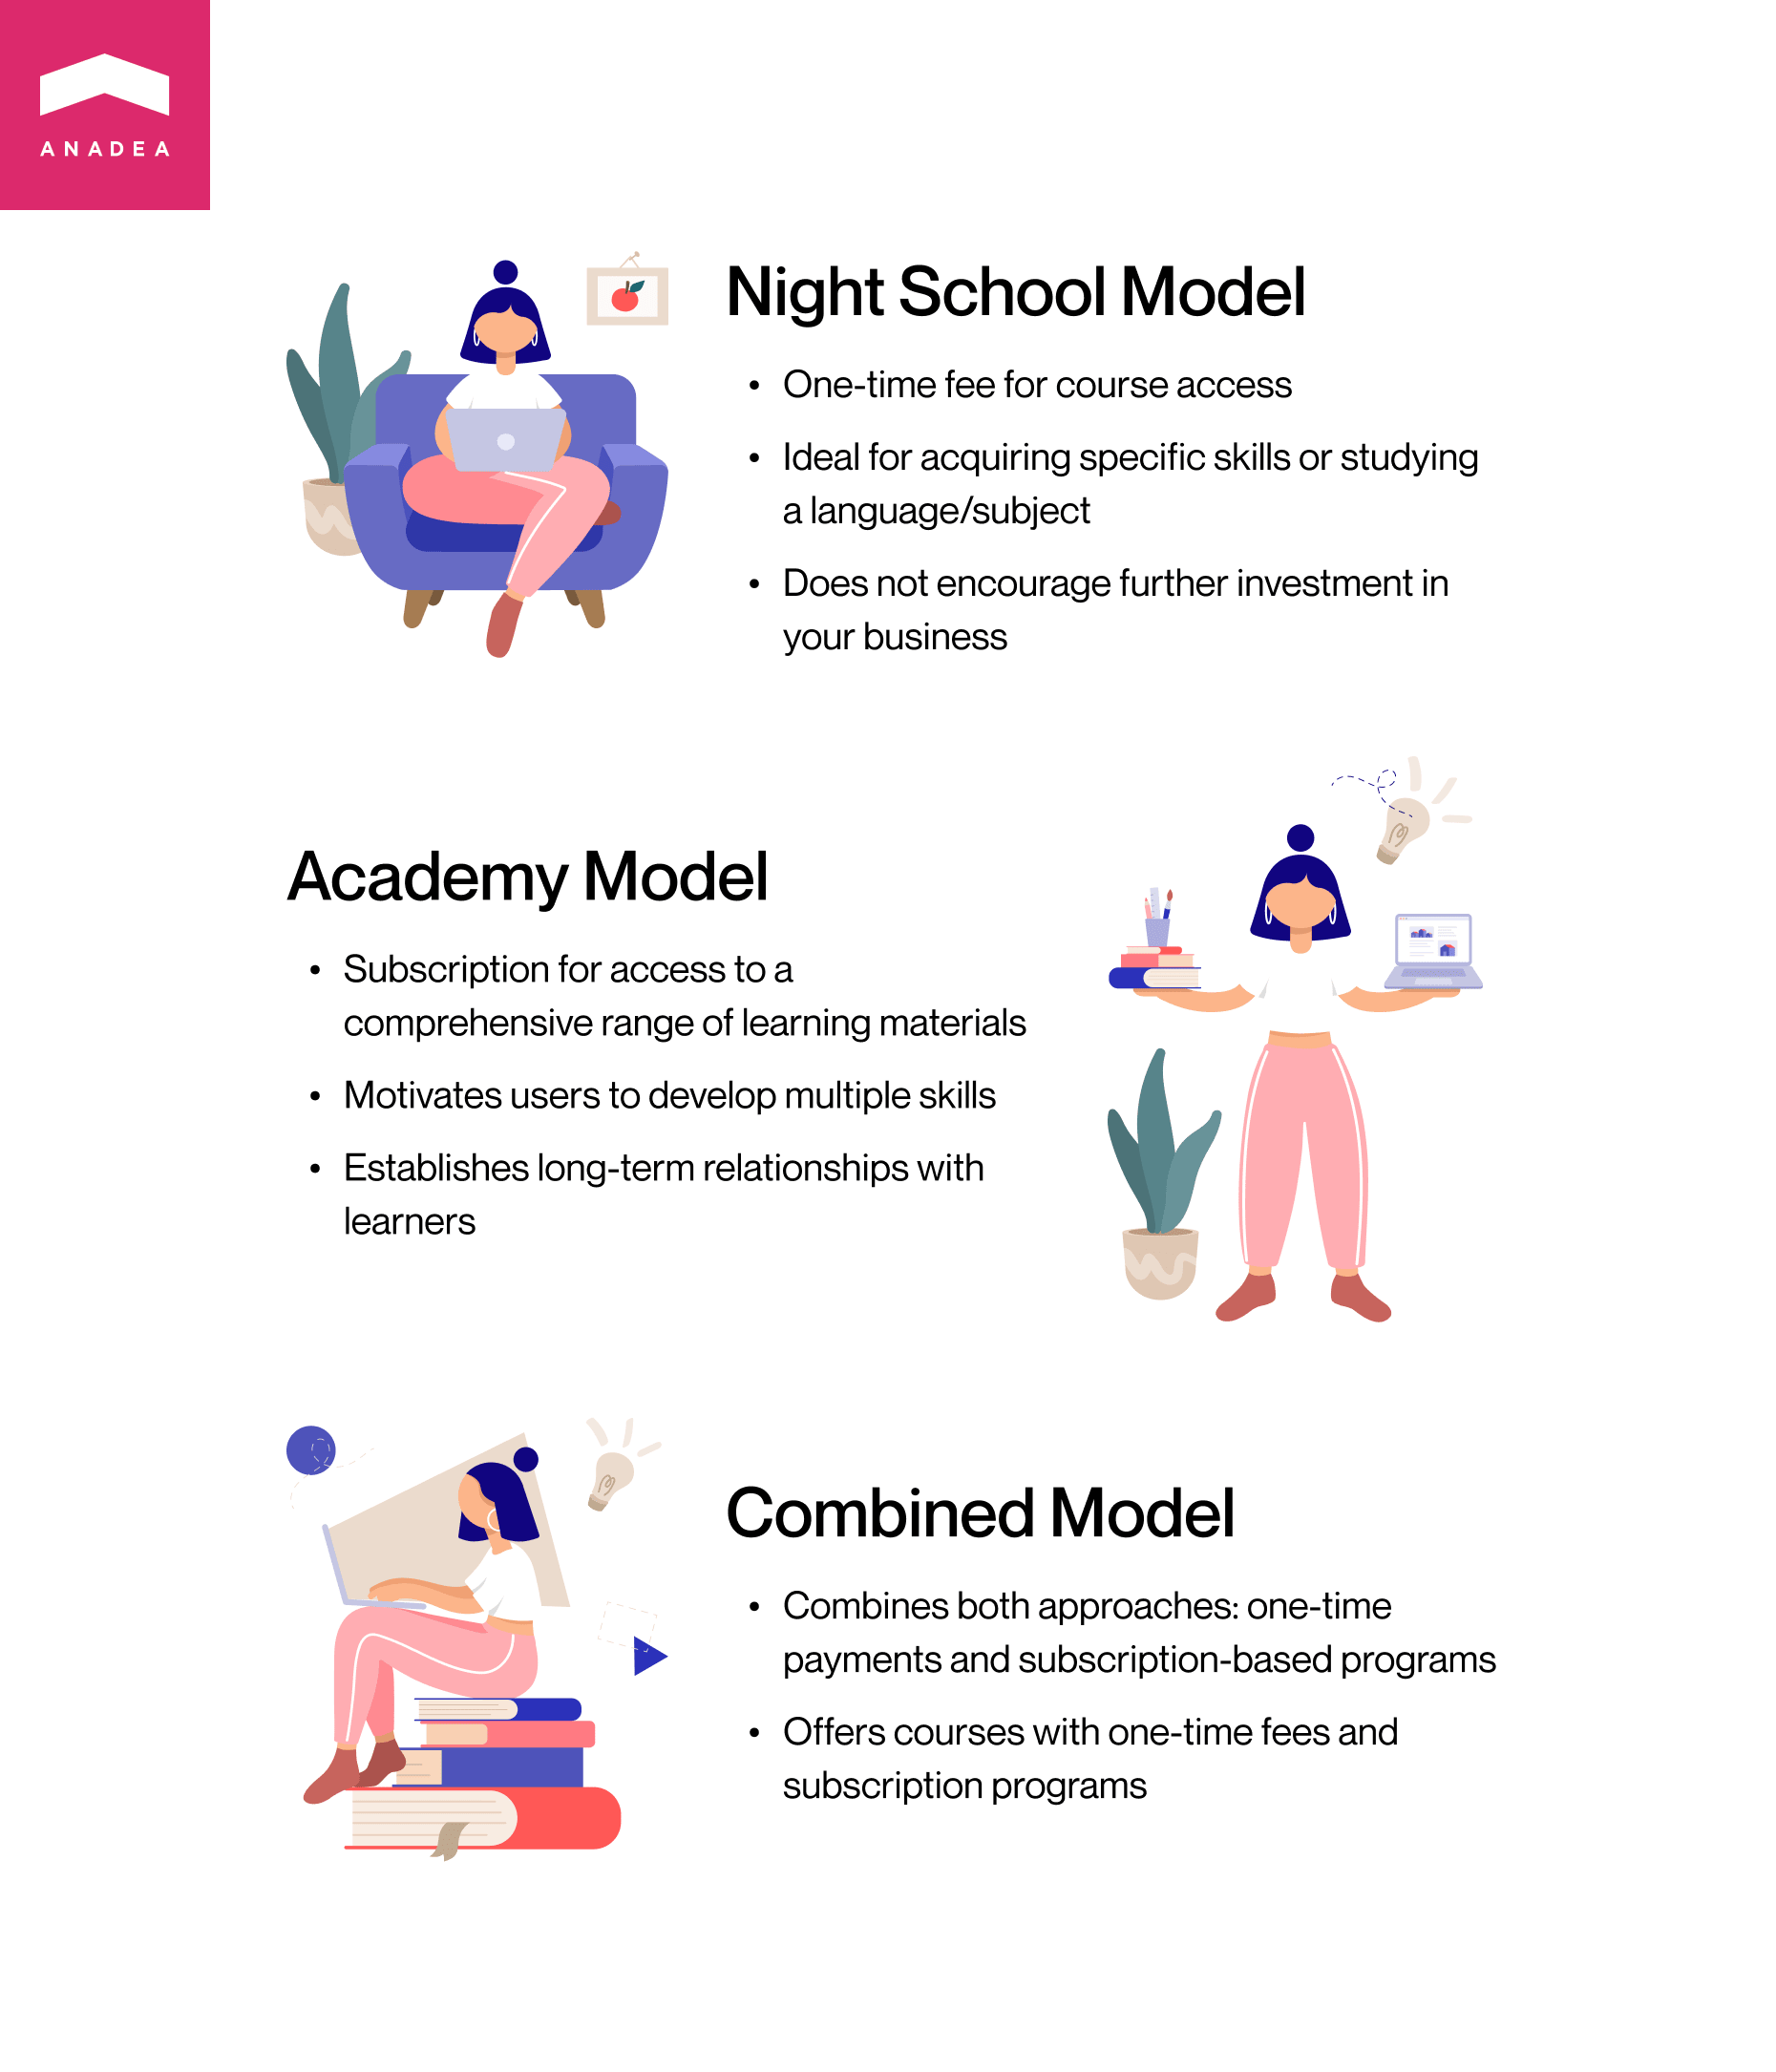 ANADEA
Night School Model
• One-time fee for course access
• Ideal for acquiring specific skills or studying
a language/subject
• Does not encourage further investment in
your business
Academy Model
• Subscription for access to a
comprehensive range of learning materials
• Motivates users to develop multiple skills
• Establishes long-term relationships with
learners
Combined Model
• Combines both approaches: one-time
payments and subscription-based programs
• Offers courses with one-time fees and
subscription programs